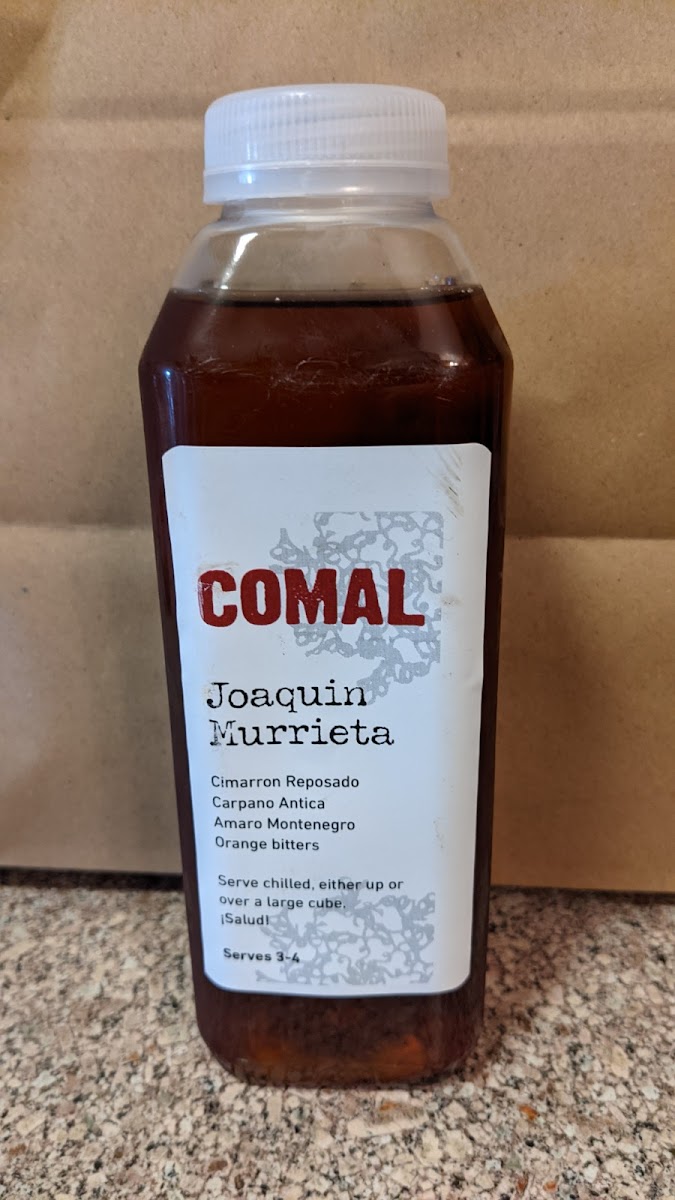 COMAL
Joaquin
Murrieta
Cimarron Reposado
Carpano Antica
Amaro Montenegro
Orange bitters
Serve chilled, either up or
over a large cube.
¡Salud!
Serves 3-4